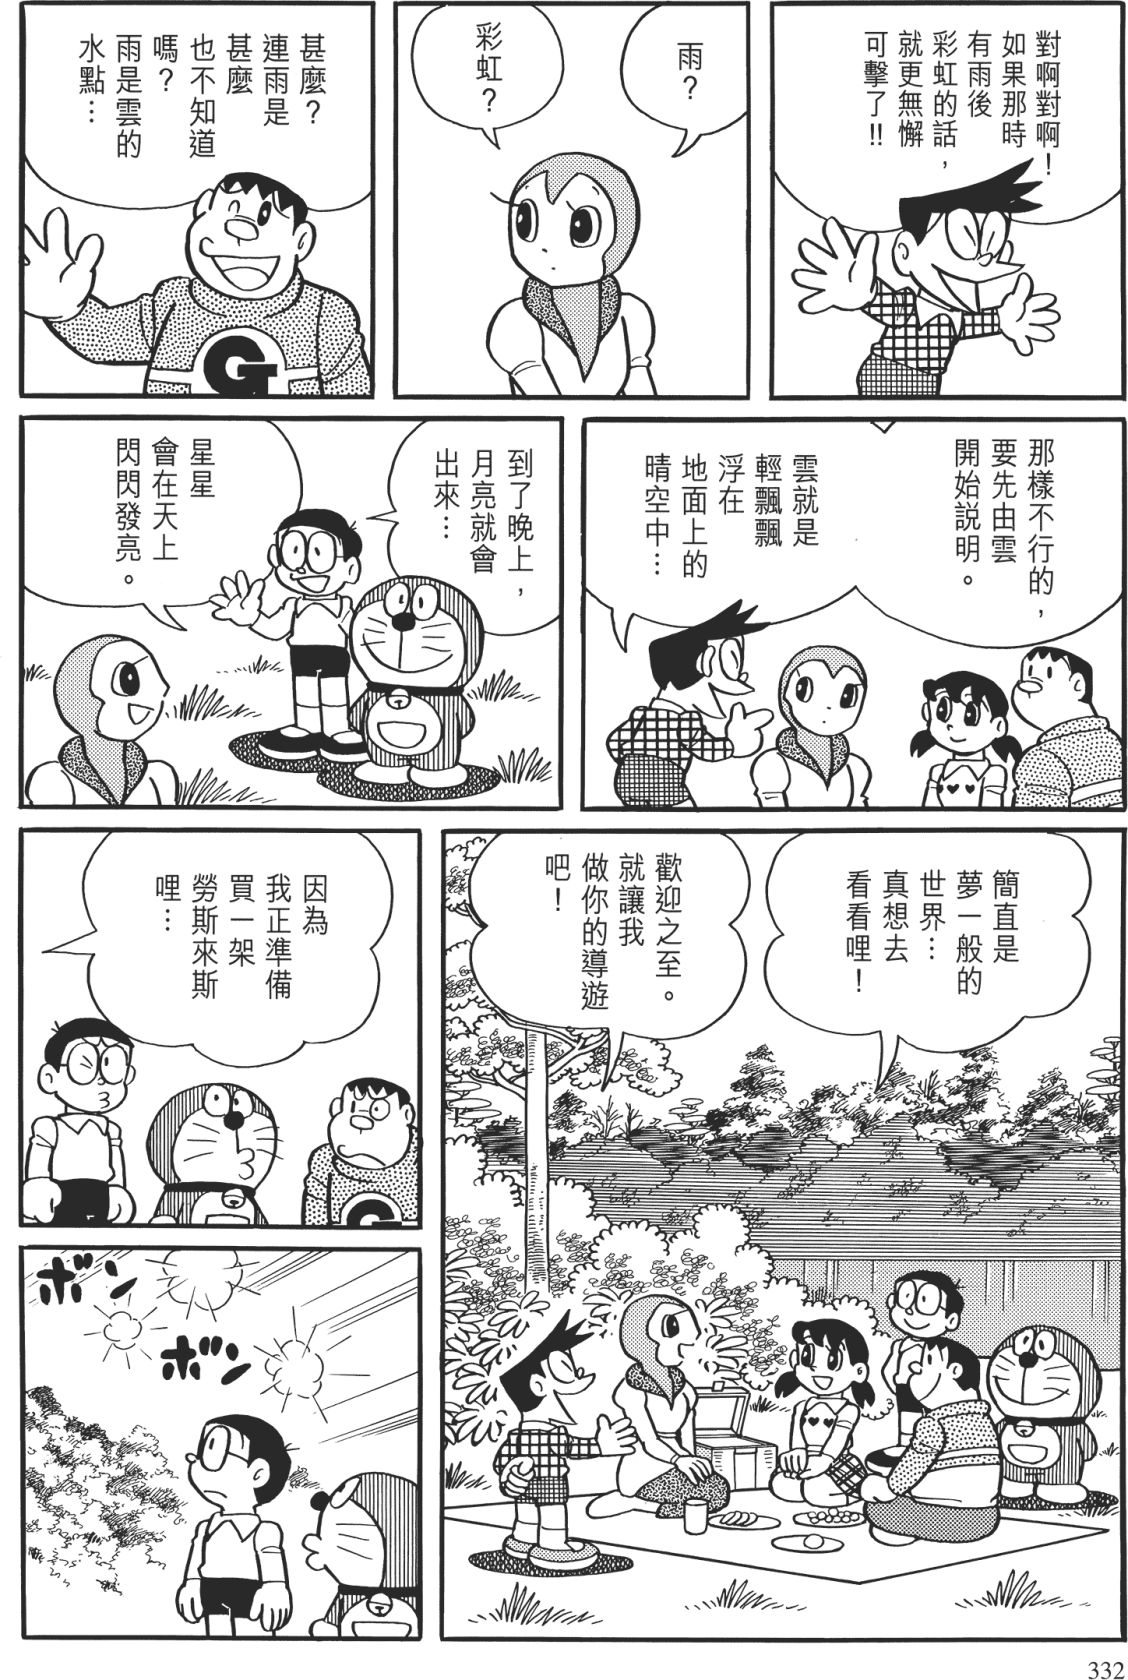 對啊對啊！
如果那時
有雨後
彩虹的話，
就更無懈
可擊了!!
雨？
彩虹？
甚麼？
連雨是
甚麼
也不知道
嗎？
雨是雲的
水點…
G
那樣不行的，
要先由雲
開始説明。
雲就是
輕飄飄
浮在
地面上的
晴空中…
到了晚上，
月亮就會
出來…
星星
會在天上
閃閃發亮。
簡直是
夢一般的
世界…
真想去
看看哩！
歡迎之至。
就讓我
做你的導遊
吧！
因為
我正準備
買一架
勞斯來斯
哩…
G
ボン
ボン
332